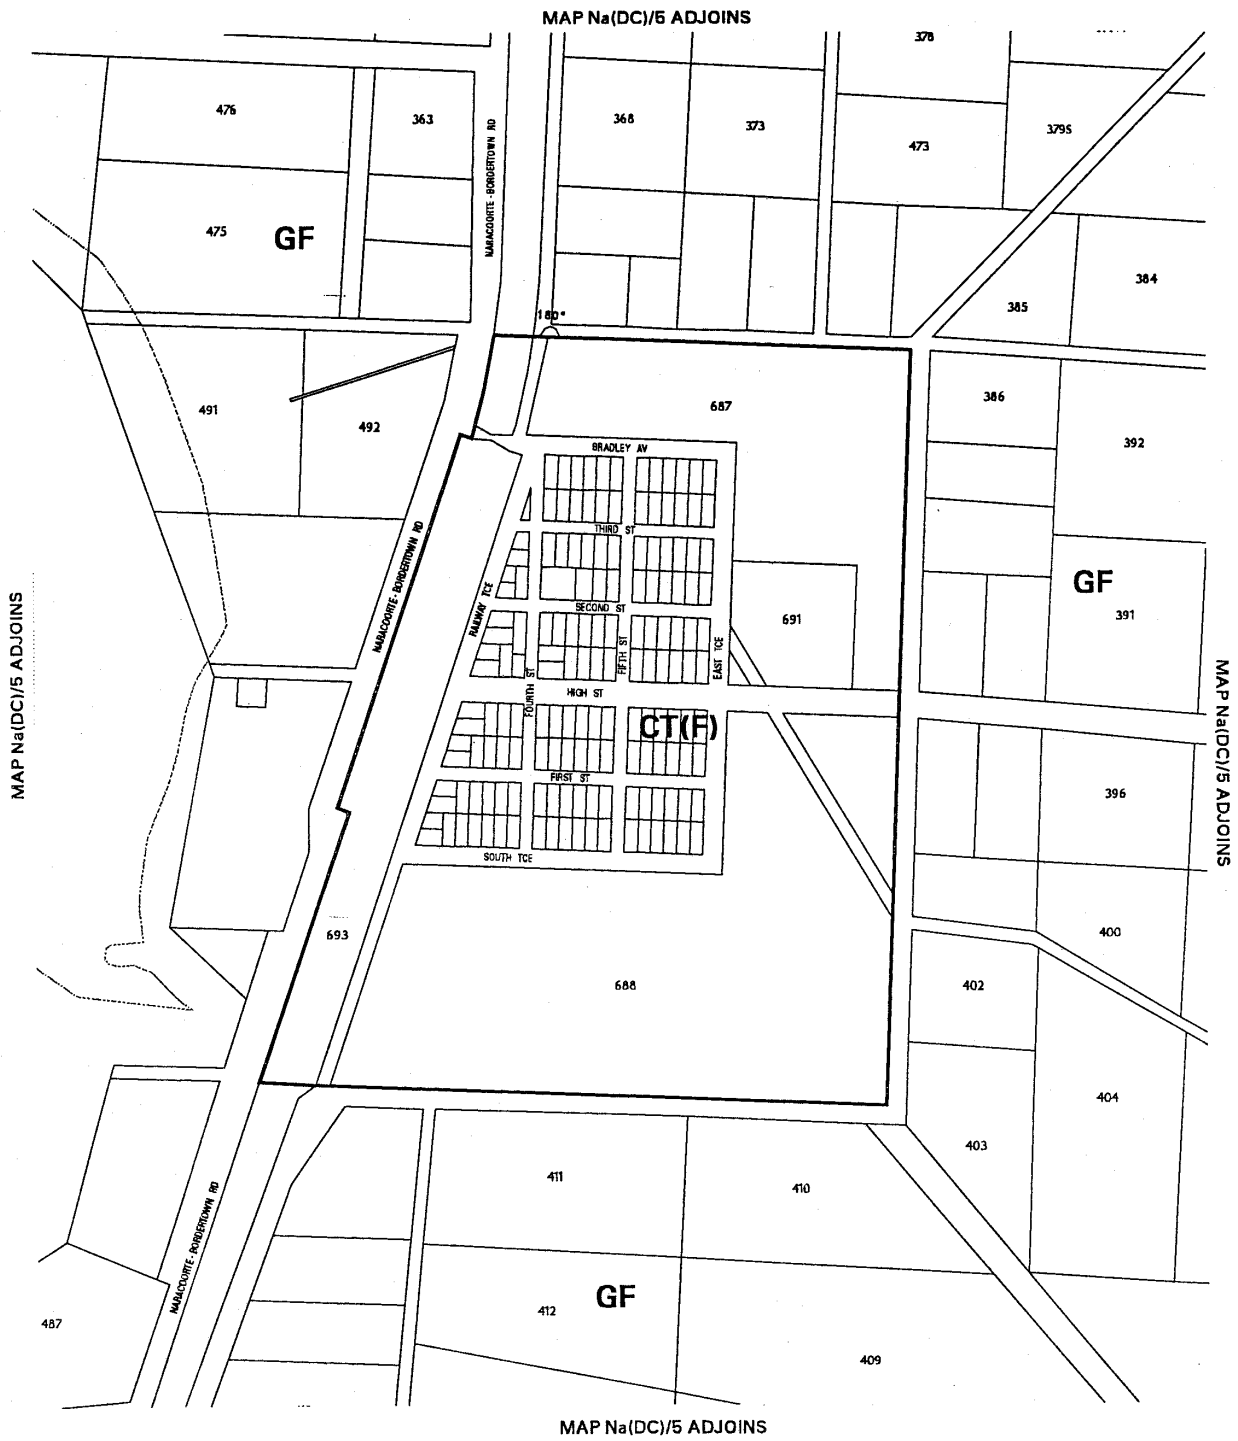 MAP Na(DC)/5 ADJOINS
378
476
363
368
373
473
379S
NARACOORTE-BORDERTOWN RD
475
GF
384
385
180°
386
687
491
492
392
BRADLEY AV
THIRD ST
NARACOORTE-BORDERTOWN RD
RAILWAY TCE
SECOND ST
GF
691
391
FIFTH ST
EAST TCE
FOURTH ST
HIGH ST
CT(F)
MAP Na(DC)/5 ADJOINS
MAP Na(DC)/5 ADJOINS
FIRST ST
396
SOUTH TCE
693
400
688
402
404
403
411
410
NARACOORTE-BORDERTOWN RD
GF
412
487
409
MAP Na(DC)/5 ADJOINS